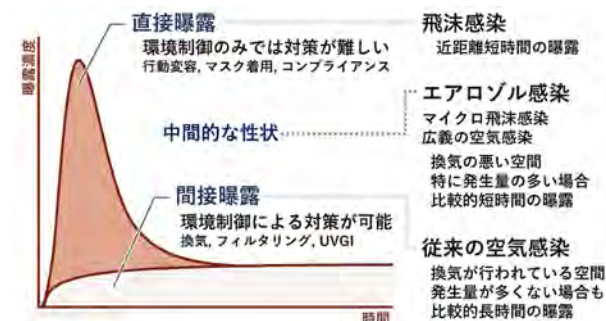 直接曝露
環境制御のみでは対策が難しい
行動変容, マスク着用, コンプライアンス
飛沫感染
近距離短時間の曝露
曝露濃度
中間的な性状
エアロゾル感染
マイクロ飛沫感染
広義の空気感染
換気の悪い空間
特に発生量の多い場合
比較的短時間の曝露
間接曝露
環境制御による対策が可能
換気, フィルタリング, UVGI
従来の空気感染
換気が行われている空間
発生量が多くない場合も
比較的長時間の曝露
時間